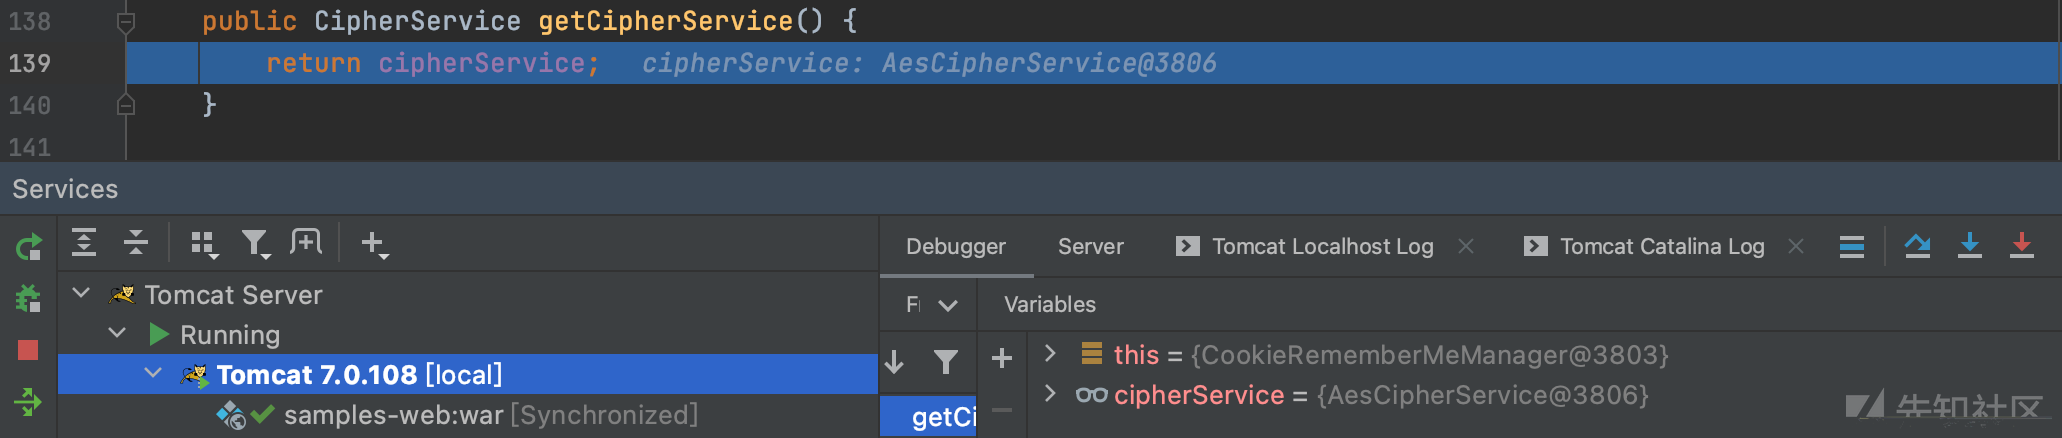 138 public CipherService getCipherService() {
139 return cipherService; cipherService: AesCipherService@3806
140 }
141
Services
Debugger Server Tomcat Localhost Log Tomcat Catalina Log
Tomcat Server
Variables
Running
this = {CookieRememberMeManager@3803}
Tomcat 7.0.108 [local]
cipherService = {AesCipherService@3806}
samples-web:war [Synchronized]
getCi
先知社区